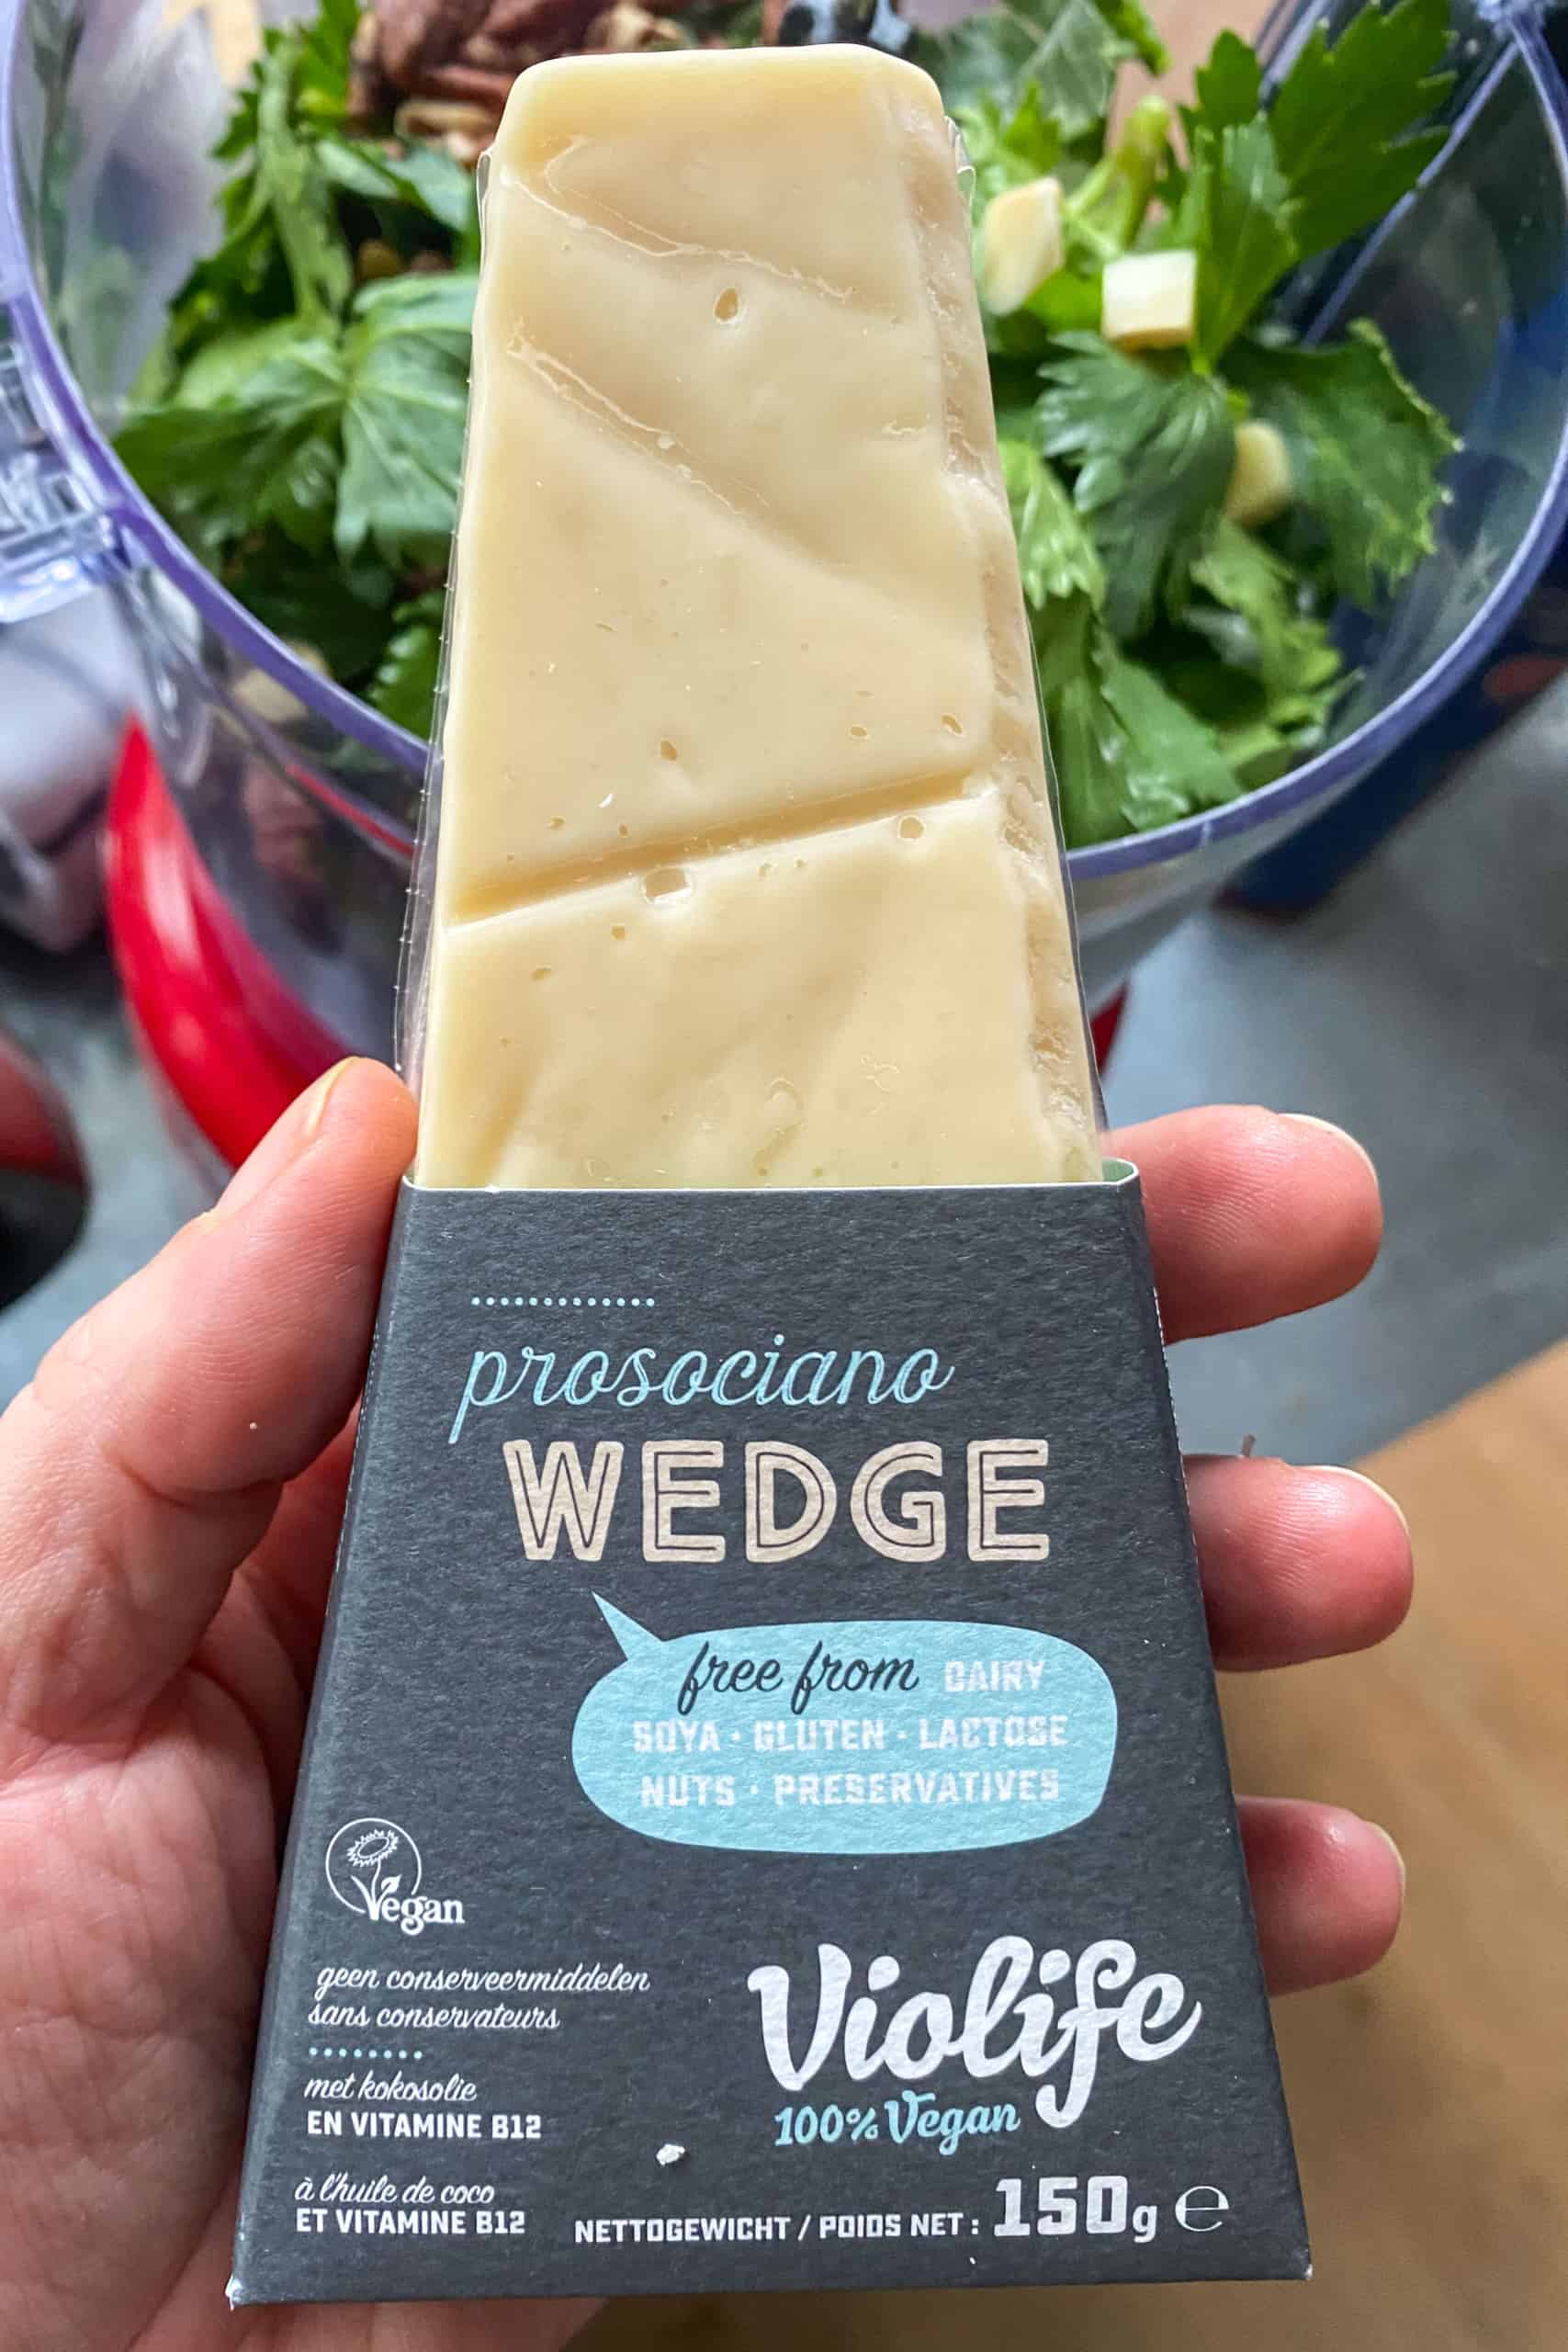 prosociano
WEDGE
free from DAIRY
SOYA · GLUTEN · LACTOSE
NUTS · PRESERVATIVES
Vegan
geen conserveermiddelen
sans conservateurs
met kokosolie
EN VITAMINE B12
à l'huile de coco
ET VITAMINE B12
Violife
100% Vegan
NETTOGEWICHT / POIDS NET : 150g ℮